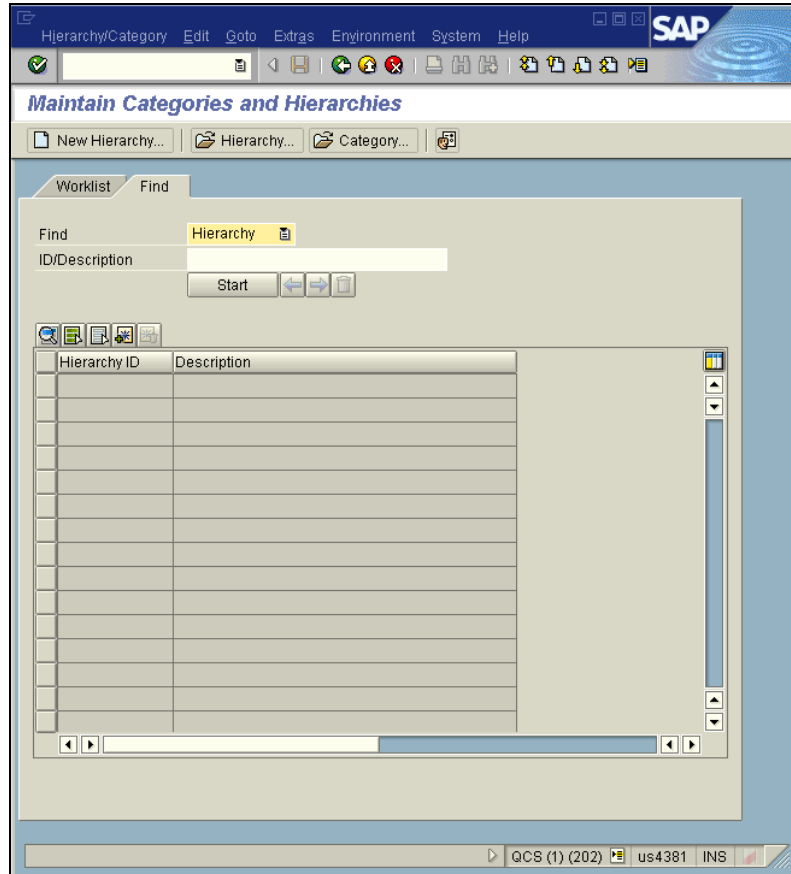 Hierarchy/Category Edit Goto Extras Environment System Help
SAP
Maintain Categories and Hierarchies
New Hierarchy... Hierarchy... Category...
Worklist Find
Find Hierarchy
ID/Description
Start
Hierarchy ID Description
QCS (1) (202) us4381 INS